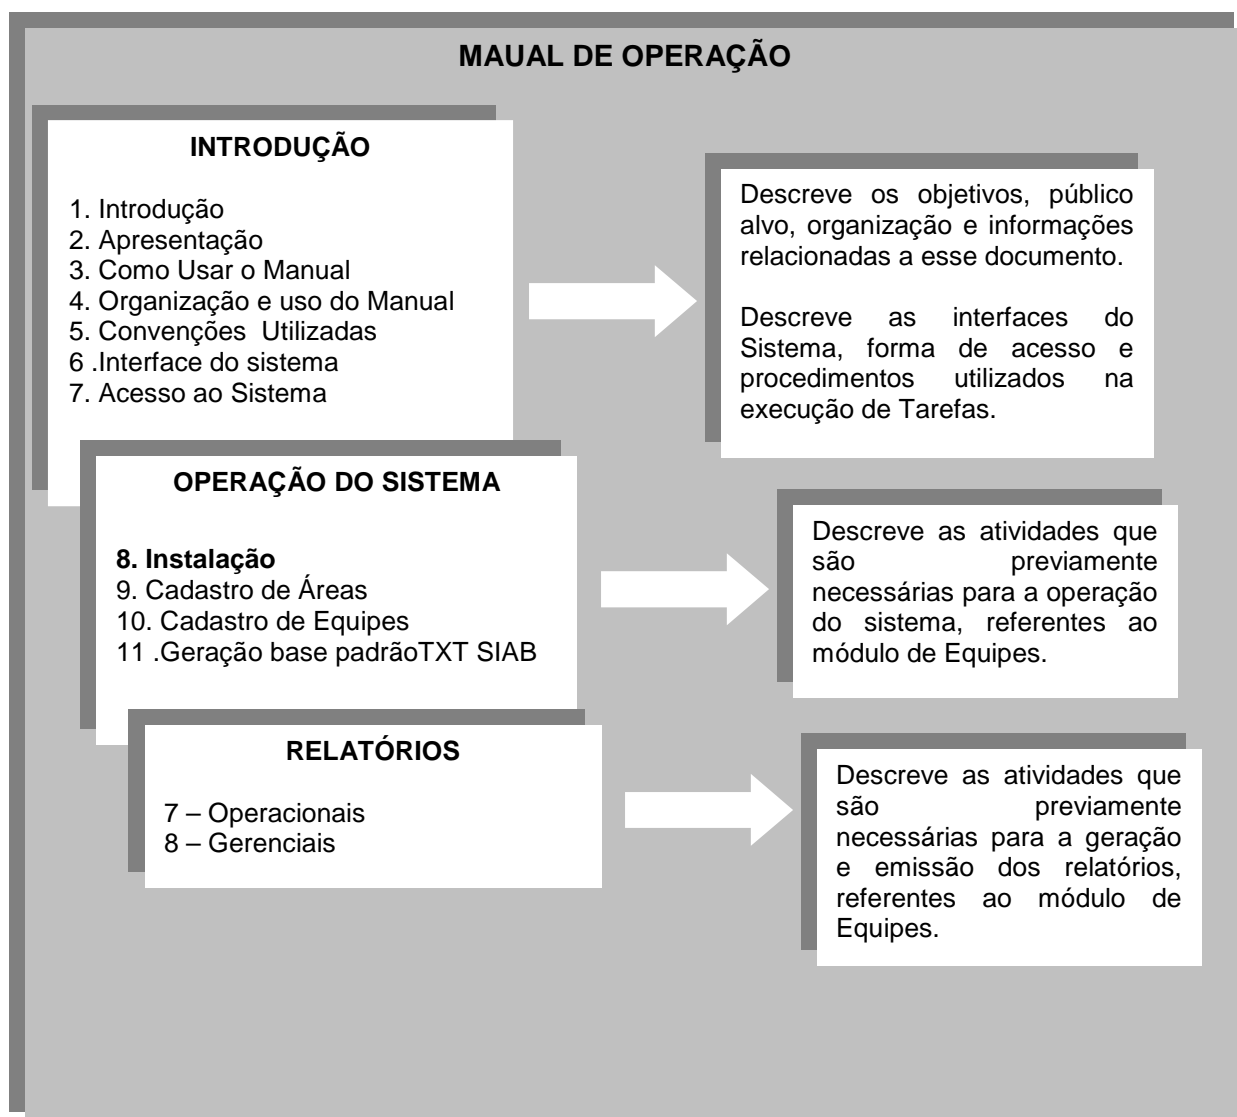 MAUAL DE OPERAÇÃO
INTRODUÇÃO
1. Introdução
2. Apresentação
3. Como Usar o Manual
4. Organização e uso do Manual
5. Convenções  Utilizadas
6 .Interface do sistema
7. Acesso ao Sistema
Descreve os objetivos, público
alvo, organização e informações
relacionadas a esse documento.
Descreve as interfaces do
Sistema, forma de acesso e
procedimentos utilizados na
execução de Tarefas.
OPERAÇÃO DO SISTEMA
8. Instalação
9. Cadastro de Áreas
10. Cadastro de Equipes
11 .Geração base padrãoTXT SIAB
Descreve as atividades que
são previamente
necessárias para a operação
do sistema, referentes ao
módulo de Equipes.
RELATÓRIOS
7 – Operacionais
8 – Gerenciais
Descreve as atividades que
são previamente
necessárias para a geração
e emissão dos relatórios,
referentes ao módulo de
Equipes.